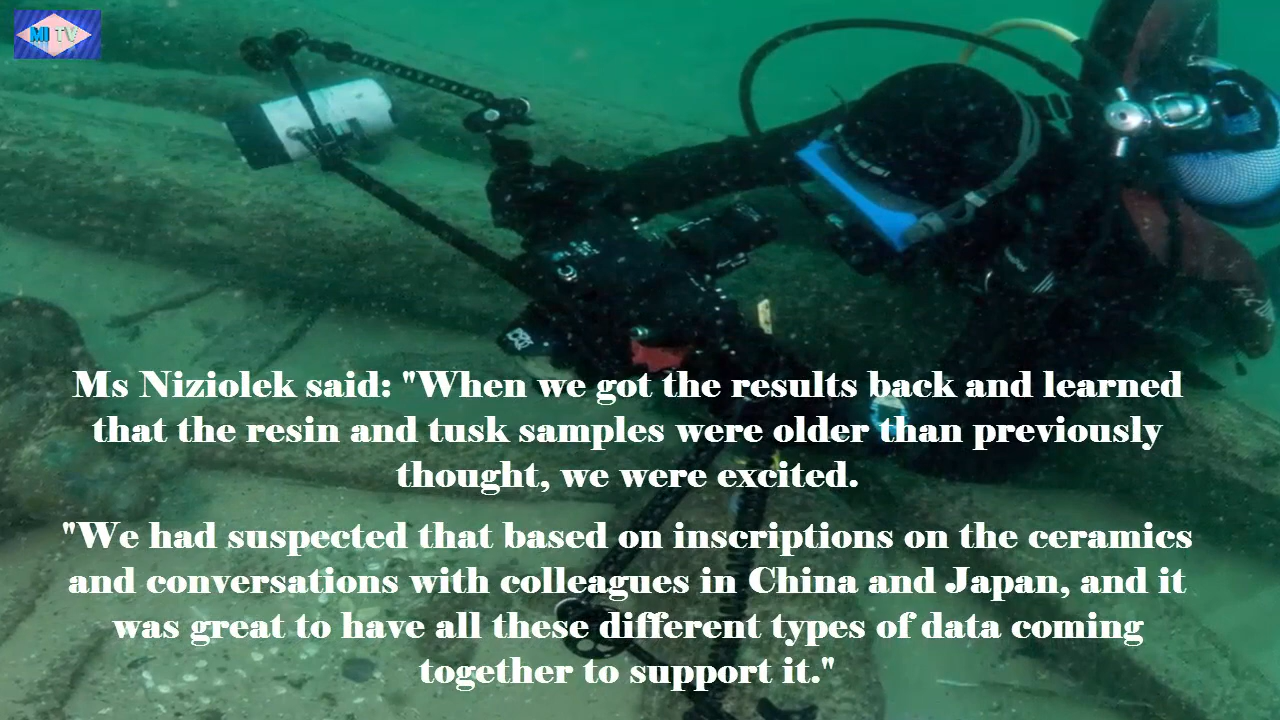 MI TV
Ms Niziolek said: "When we got the results back and learned
that the resin and tusk samples were older than previously
thought, we were excited.
"We had suspected that based on inscriptions on the ceramics
and conversations with colleagues in China and Japan, and it
was great to have all these different types of data coming
together to support it."